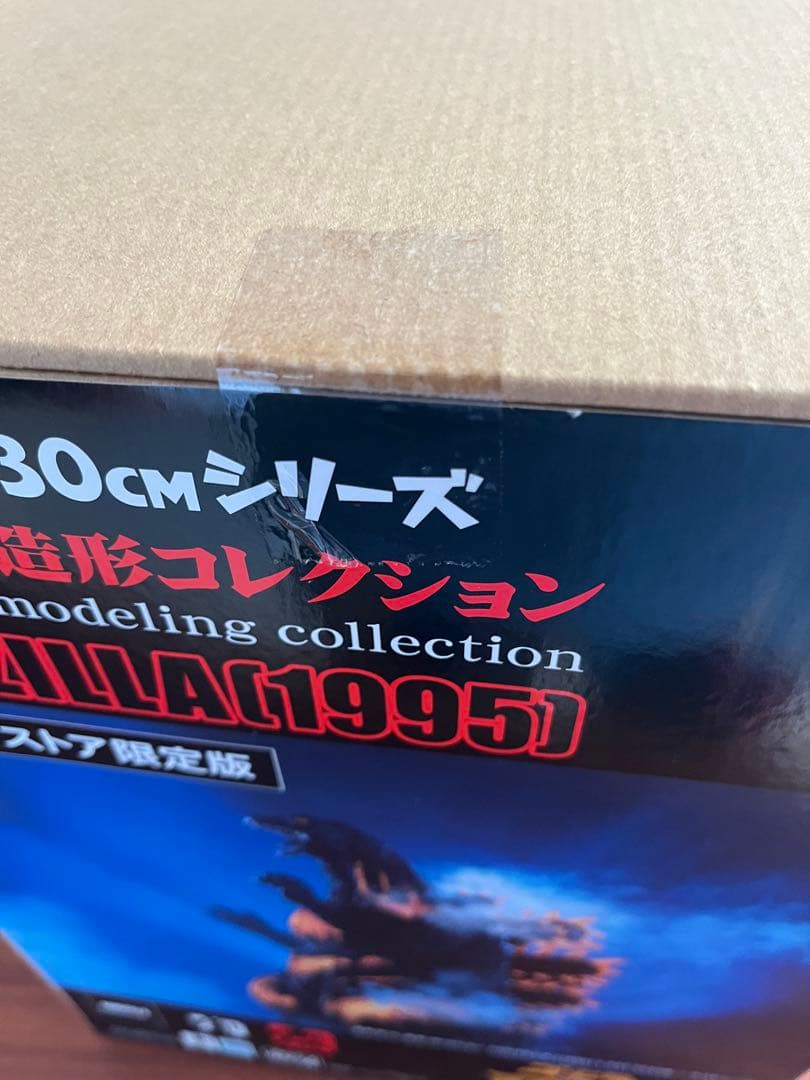 30CMシリーズ
造形コレクション
modeling collection
ALLA(1995)
ストア限定版